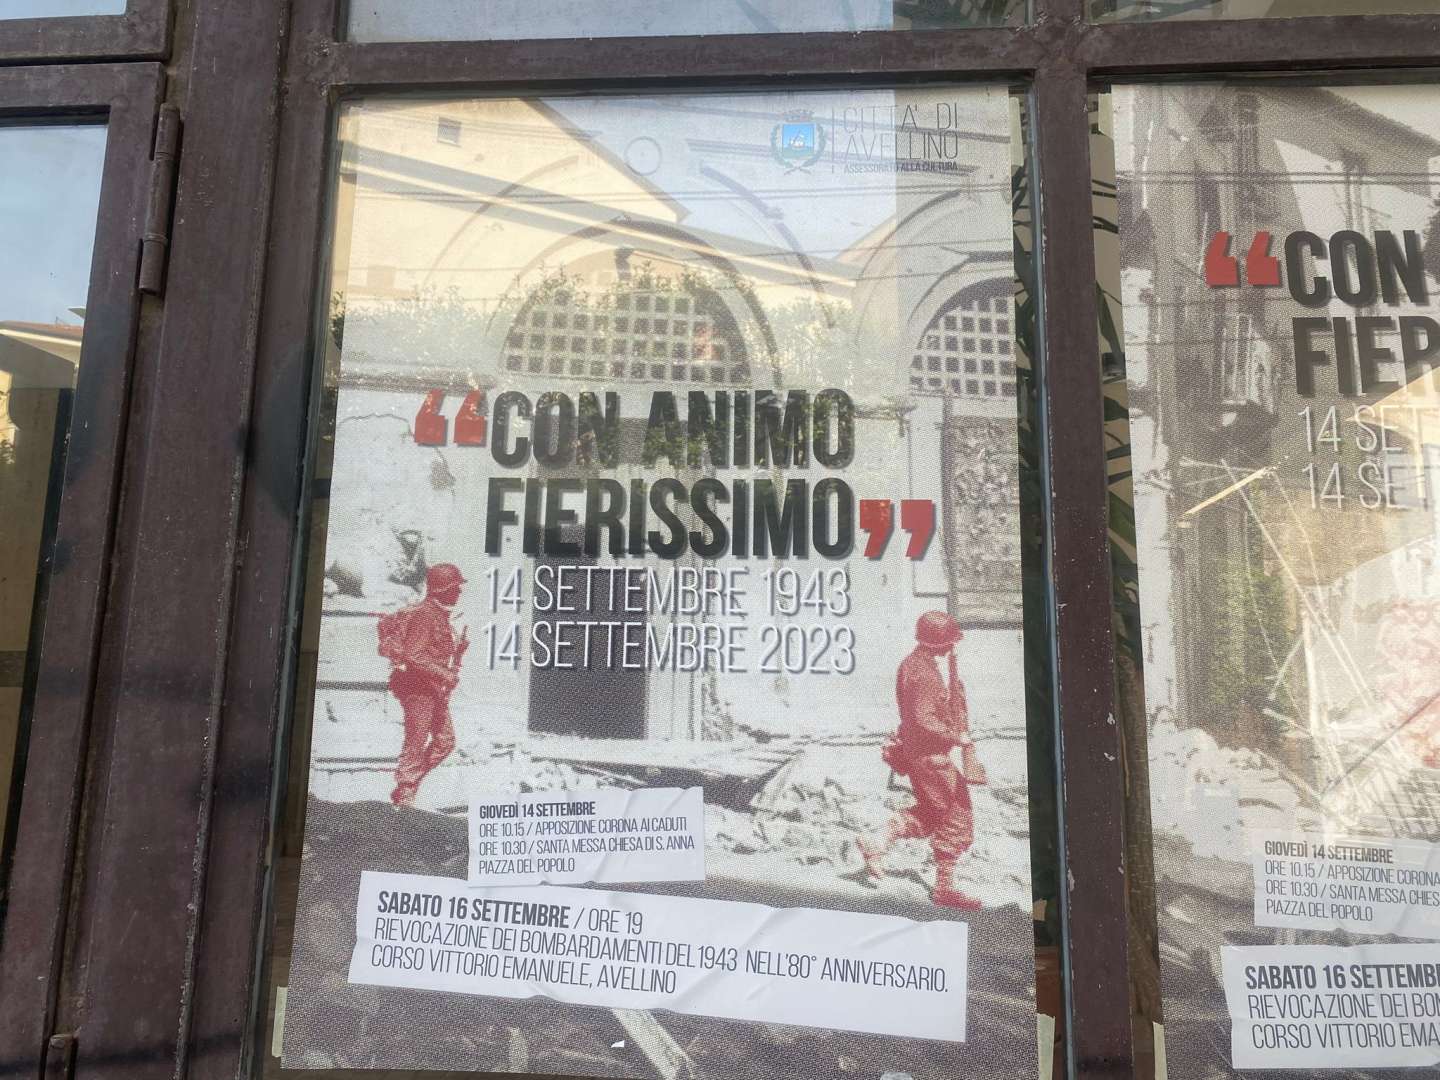 CITTA' DI
AVELLINO
ASSESSORATO ALLA CULTURA
“CON ANIMO
FIERISSIMO”
14 SETTEMBRE 1943
14 SETTEMBRE 2023
GIOVEDÌ 14 SETTEMBRE
ORE 10.15 / APPOSIZIONE CORONA AI CADUTI
ORE 10.30 / SANTA MESSA CHIESA DI S. ANNA
PIAZZA DEL POPOLO
SABATO 16 SETTEMBRE / ORE 19
RIEVOCAZIONE DEI BOMBARDAMENTI DEL 1943 NELL'80° ANNIVERSARIO.
CORSO VITTORIO EMANUELE, AVELLINO
“CON
FIER
14 SET
14 SET
GIOVEDÌ 14 SETTEMBRE
ORE 10.15 / APPOSIZIONE CORONA
ORE 10.30 / SANTA MESSA CHIES
PIAZZA DEL POPOLO
SABATO 16 SETTEMB
RIEVOCAZIONE DEI BO
CORSO VITTORIO EMA